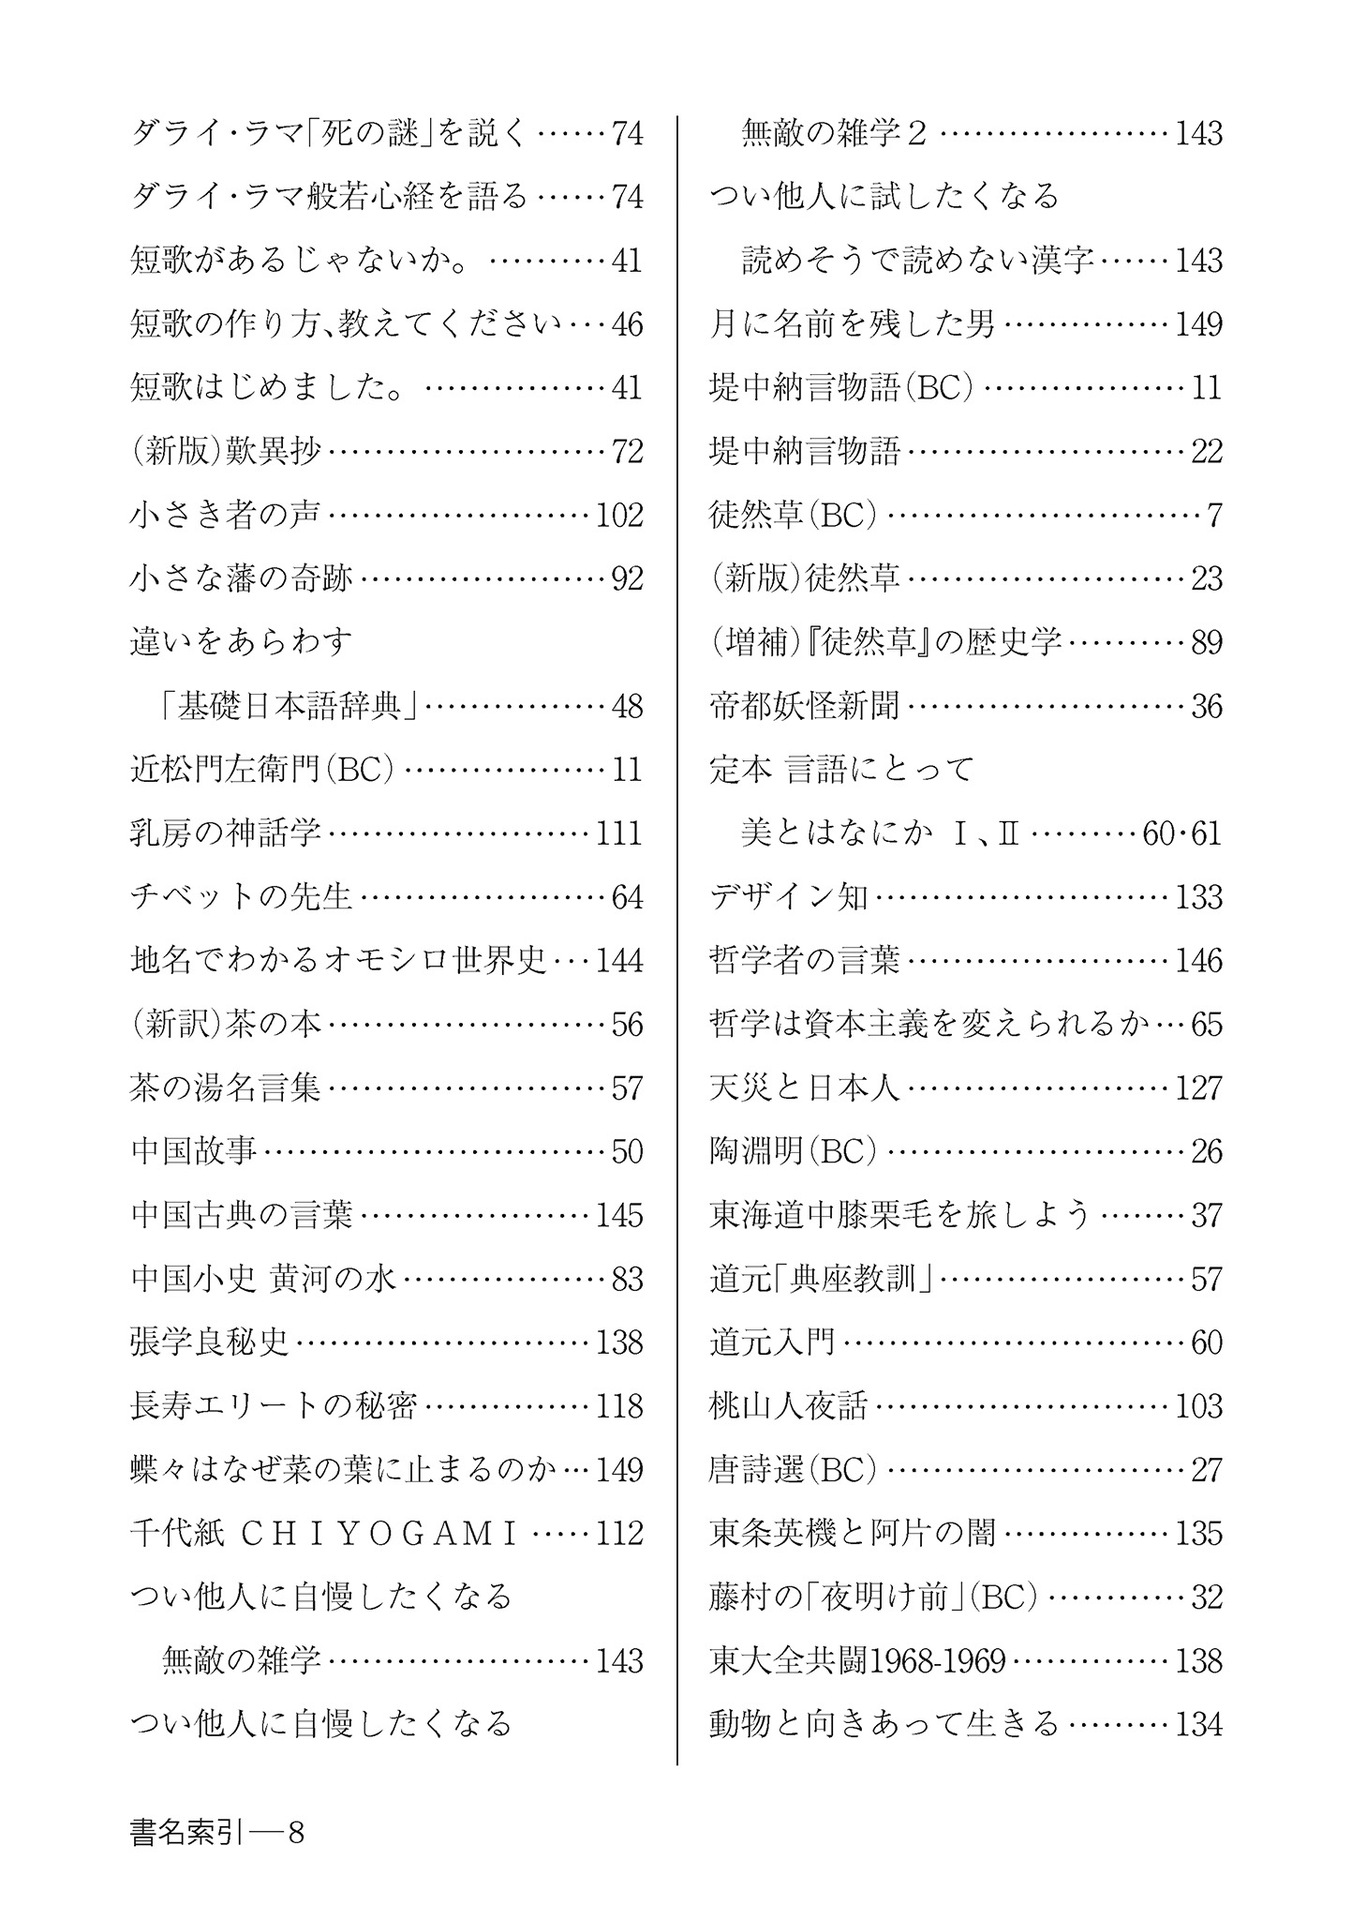 ダライ・ラマ「死の謎」を説く……74
ダライ・ラマ般若心経を語る……74
短歌があるじゃないか。…………41
短歌の作り方、教えてください…46
短歌はじめました。………………41
（新版）歎異抄………………………72
小さき者の声………………………102
小さな藩の奇跡……………………92
違いをあらわす
「基礎日本語辞典」………………48
近松門左衛門（BC）…………………11
乳房の神話学………………………111
チベットの先生……………………64
地名でわかるオモシロ世界史…144
（新訳）茶の本………………………56
茶の湯名言集………………………57
中国故事……………………………50
中国古典の言葉……………………145
中国小史 黄河の水…………………83
張学良秘史…………………………138
長寿エリートの秘密………………118
蝶々はなぜ菜の葉に止まるのか…149
千代紙 ＣＨＩＹＯＧＡＭＩ……112
つい他人に自慢したくなる
無敵の雑学…………………………143
つい他人に自慢したくなる
無敵の雑学２………………………143
つい他人に試したくなる
読めそうで読めない漢字……143
月に名前を残した男……………149
堤中納言物語（BC）…………………11
堤中納言物語………………………22
徒然草（BC）…………………………7
（新版）徒然草………………………23
（増補）『徒然草』の歴史学…………89
帝都妖怪新聞………………………36
定本 言語にとって
美とはなにか Ⅰ、Ⅱ………60・61
デザイン知…………………………133
哲学者の言葉………………………146
哲学は資本主義を変えられるか…65
天災と日本人………………………127
陶淵明（BC）…………………………26
東海道中膝栗毛を旅しよう………37
道元「典座教訓」……………………57
道元入門……………………………60
桃山人夜話…………………………103
唐詩選（BC）…………………………27
東条英機と阿片の闇……………135
藤村の「夜明け前」（BC）…………32
東大全共闘1968-1969……………138
動物と向きあって生きる………134
書名索引―8